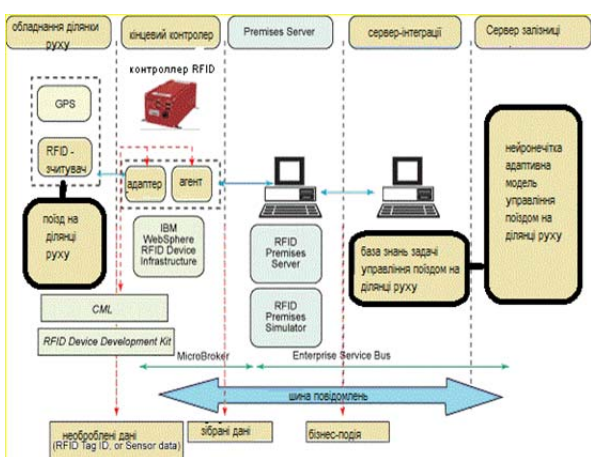 обладнання ділянки
руху
кінцевий контролер
Premises Server
сервер-інтеграції
Сервер залізниці
контроллер RFID
GPS
RFID -
зчитувач
адаптер
агент
поїзд на
ділянці
руху
IBM
WebSphere
RFID Device
Infrastructure
RFID
Premises
Server
RFID
Premises
Simulator
база знань задачі
управління поїздом на
ділянці руху
нейронечітка
адаптивна
модель
управління
поїздом на
ділянці руху
CML
RFID Device Development Kit
MicroBroker
Enterprise Service Bus
шина повідомлень
необроблені дані
(RFID Tag ID, or Sensor data)
зібрані дані
бізнес-подія